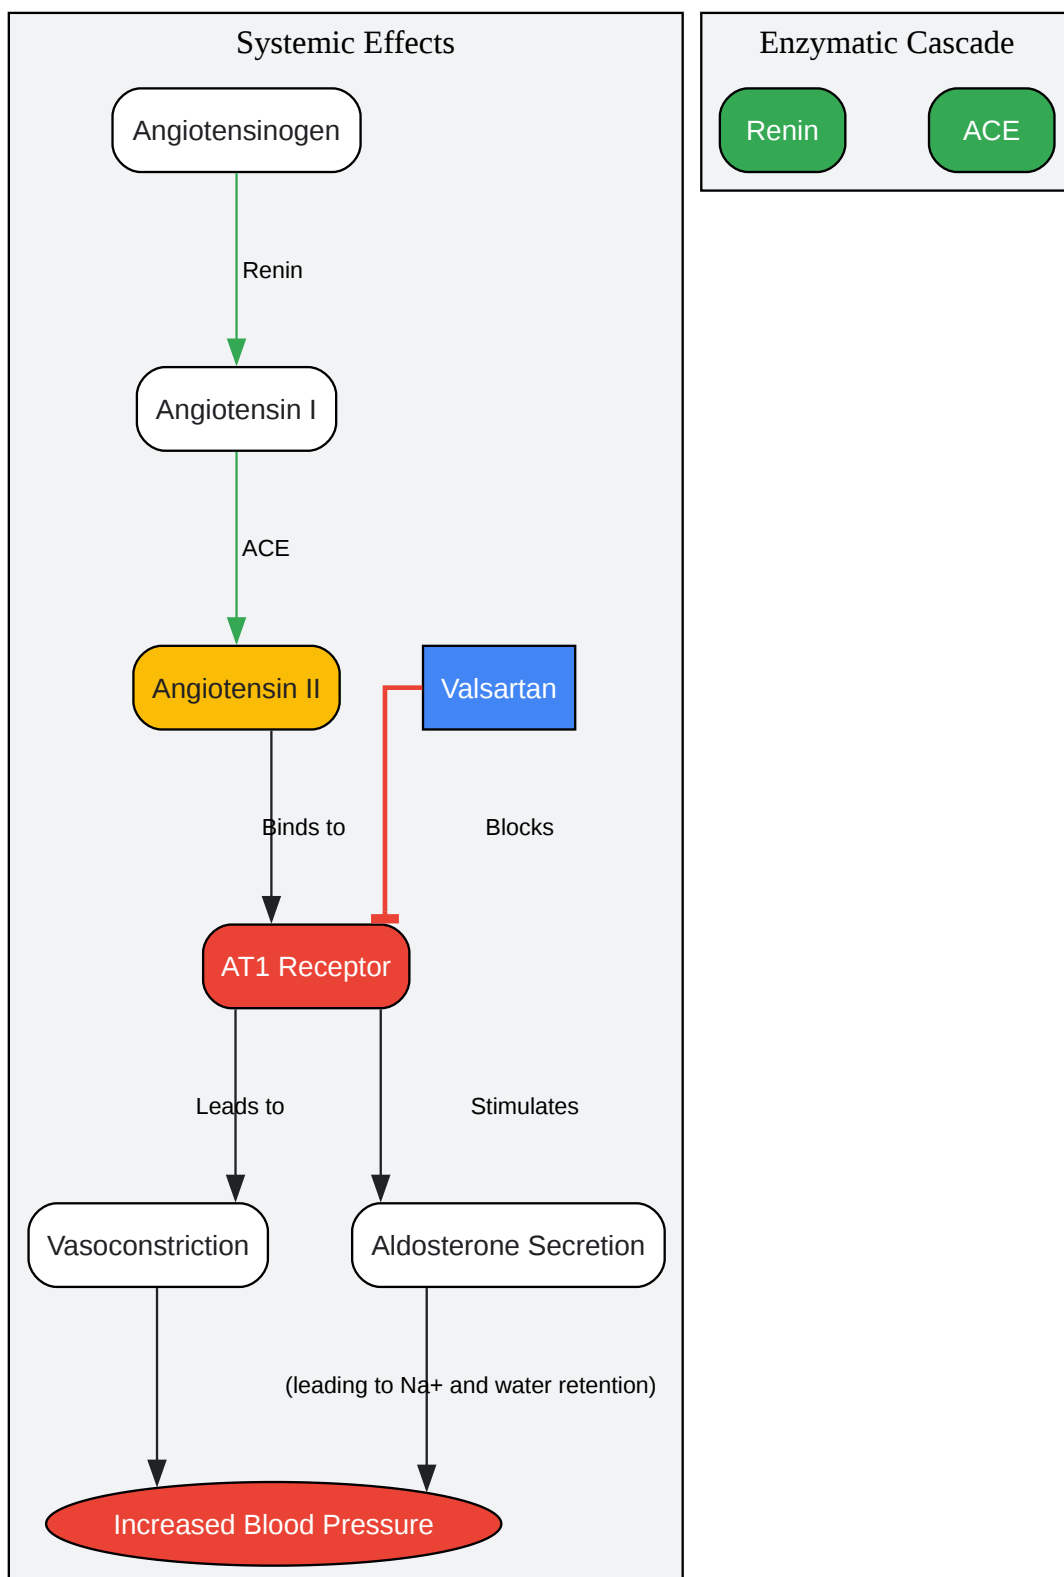 Systemic Effects
Angiotensinogen
Renin
Angiotensin I
ACE
Angiotensin II
Valsartan
Binds to
Blocks
AT1 Receptor
Leads to
Stimulates
Vasoconstriction
Aldosterone Secretion
(leading to Na+ and water retention)
Increased Blood Pressure
Enzymatic Cascade
Renin
ACE